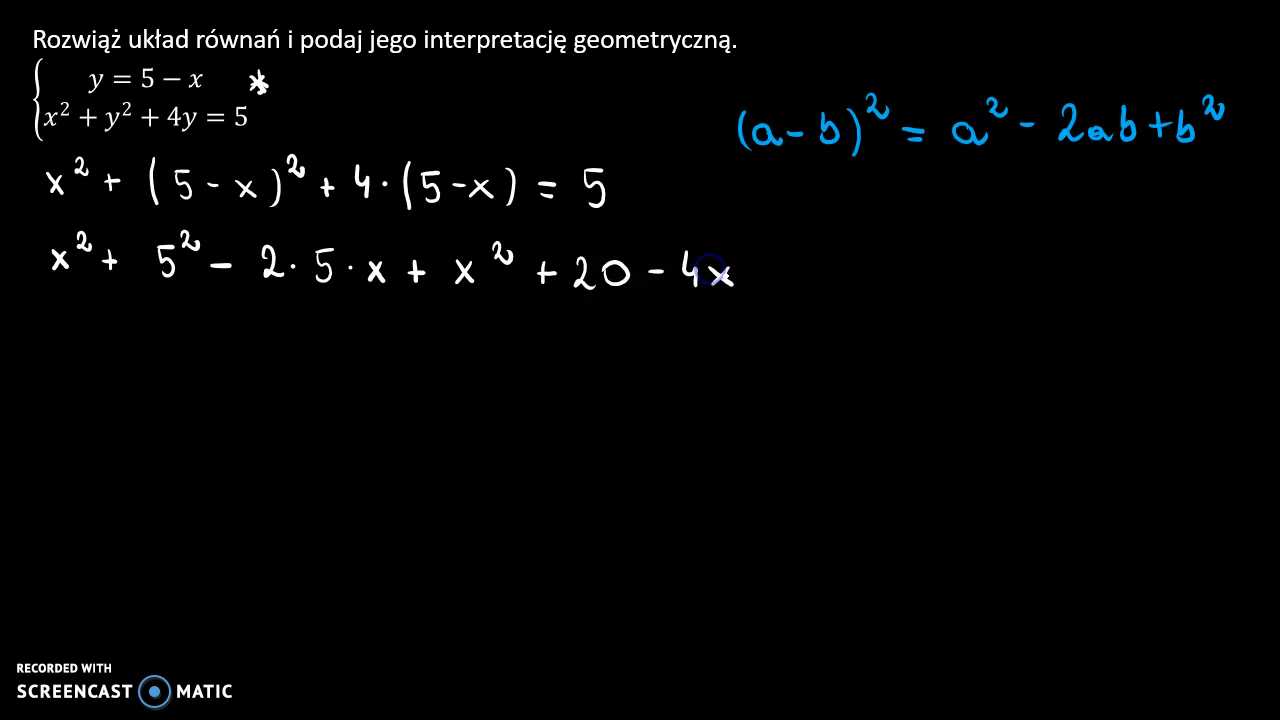 Rozwiąż układ równań i podaj jego interpretację geometryczną.
y = 5 − x *
x² + y² + 4y = 5
(a - b)² = a² - 2ab + b²
x² + (5 - x)² + 4·(5 - x) = 5
x² + 5² - 2·5·x + x² + 20 - 4x
RECORDED WITH
SCREENCAST MATIC